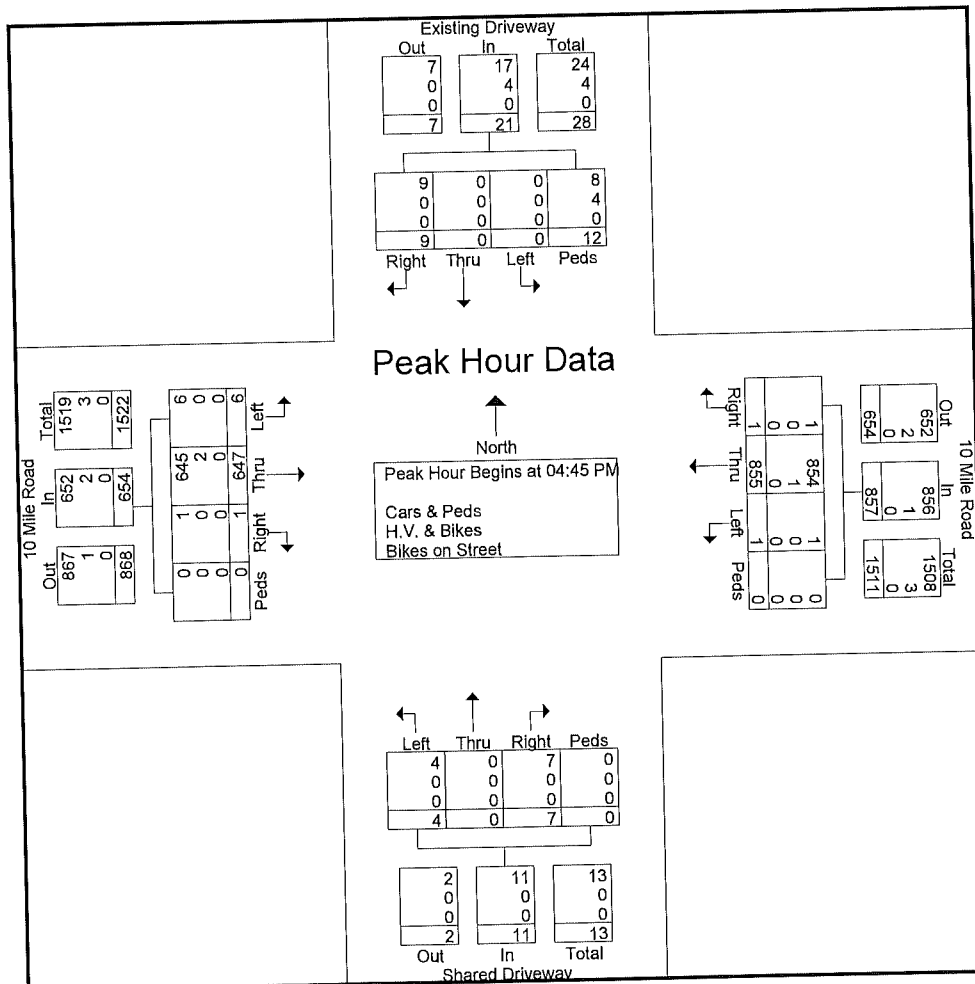 Existing Driveway
Out In Total
7 17 24
0 4 4
0 0 0
7 21 28
9 0 0 8
0 0 0 4
0 0 0 0
9 0 0 12
Right Thru Left Peds
Peak Hour Data
North
Peak Hour Begins at 04:45 PM
Cars & Peds
H.V. & Bikes
Bikes on Street
10 Mile Road
Out In Total
867 652 1519
1 2 3
0 0 0
868 654 1522
Peds Right Thru Left
0 1 645 6
0 0 2 0
0 0 0 0
0 1 647 6
10 Mile Road
Out In Total
652 856 1508
2 1 3
0 0 0
654 857 1511
Right Thru Left Peds
1 854 1 0
0 1 0 0
0 0 0 0
1 855 1 0
Left Thru Right Peds
4 0 7 0
0 0 0 0
0 0 0 0
4 0 7 0
2 11 13
0 0 0
0 0 0
2 11 13
Out In Total
Shared Driveway